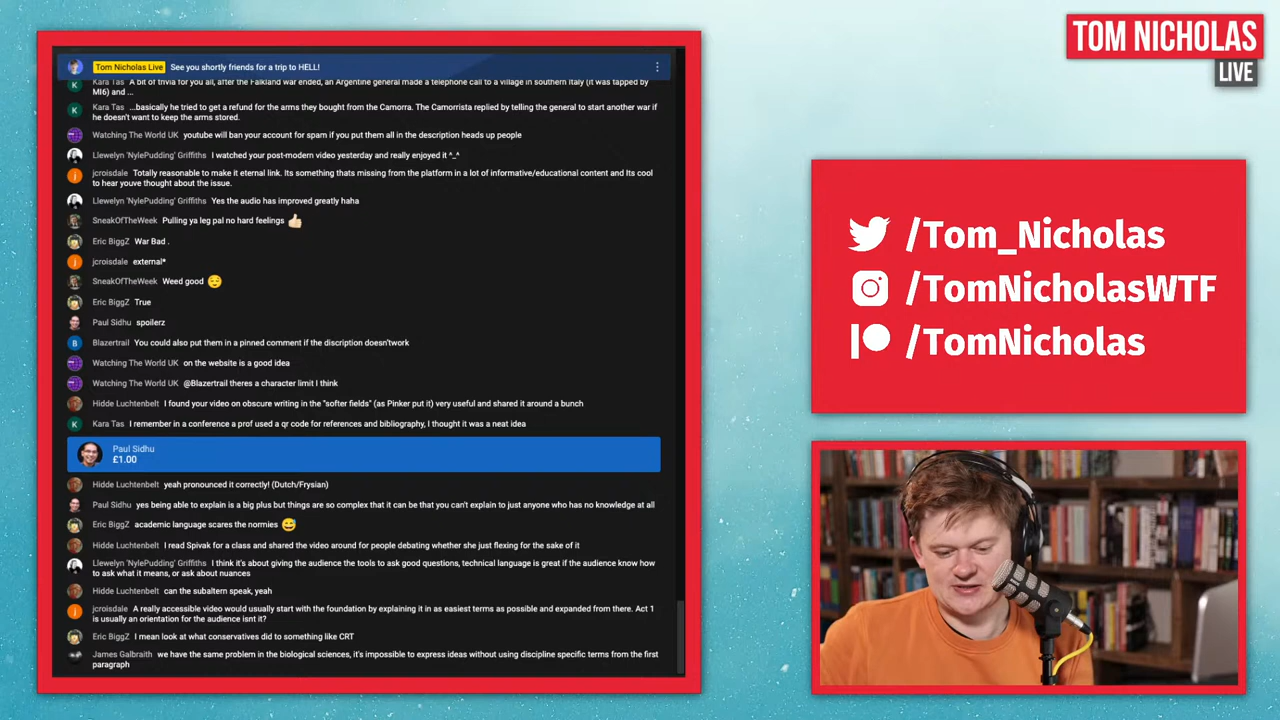 TOM NICHOLAS
LIVE
Tom Nicholas Live See you shortly friends for a trip to HELL!
Kara Tas A bit of trivia for you all, after the Falkland war ended, an Argentine general made a telephone call to a village in southern Italy (it was tapped by
MI6) and ...
Kara Tas ...basically he tried to get a refund for the arms they bought from the Camorra. The Camorrista replied by telling the general to start another war if
he doesn't want to keep the arms stored.
Watching The World UK youtube will ban your account for spam if you put them all in the description heads up people
Llewelyn 'NylePudding' Griffiths I watched your post-modern video yesterday and really enjoyed it ^_^
jcroisdale Totally reasonable to make it eternal link. Its something thats missing from the platform in a lot of informative/educational content and Its cool
to hear youve thought about the issue.
Llewelyn 'NylePudding' Griffiths Yes the audio has improved greatly haha
SneakOfTheWeek Pulling ya leg pal no hard feelings 👍🏻
Eric BiggZ War Bad .
jcroisdale external*
SneakOfTheWeek Weed good 😌
Eric BiggZ True
Paul Sidhu spoilerz
B Blazertrail You could also put them in a pinned comment if the discription doesn'twork
Watching The World UK on the website is a good idea
Watching The World UK @Blazertrail theres a character limit I think
Hidde Luchtenbelt I found your video on obscure writing in the "softer fields" (as Pinker put it) very useful and shared it around a bunch
K Kara Tas I remember in a conference a prof used a qr code for references and bibliography, I thought it was a neat idea
Paul Sidhu
£1.00
Hidde Luchtenbelt yeah pronounced it correctly! (Dutch/Frysian)
Paul Sidhu yes being able to explain is a big plus but things are so complex that it can be that you can't explain to just anyone who has no knowledge at all
Eric BiggZ academic language scares the normies 😅
Hidde Luchtenbelt I read Spivak for a class and shared the video around for people debating whether she just flexing for the sake of it
Llewelyn 'NylePudding' Griffiths I think it's about giving the audience the tools to ask good questions, technical language is great if the audience know how
to ask what it means, or ask about nuances
Hidde Luchtenbelt can the subaltern speak, yeah
jcroisdale A really accessible video would usually start with the foundation by explaining it in as easiest terms as possible and expanded from there. Act 1
is usually an orientation for the audience isnt it?
Eric BiggZ I mean look at what conservatives did to something like CRT
James Galbraith we have the same problem in the biological sciences, it's impossible to express ideas without using discipline specific terms from the first
paragraph
/Tom_Nicholas
/TomNicholasWTF
/TomNicholas